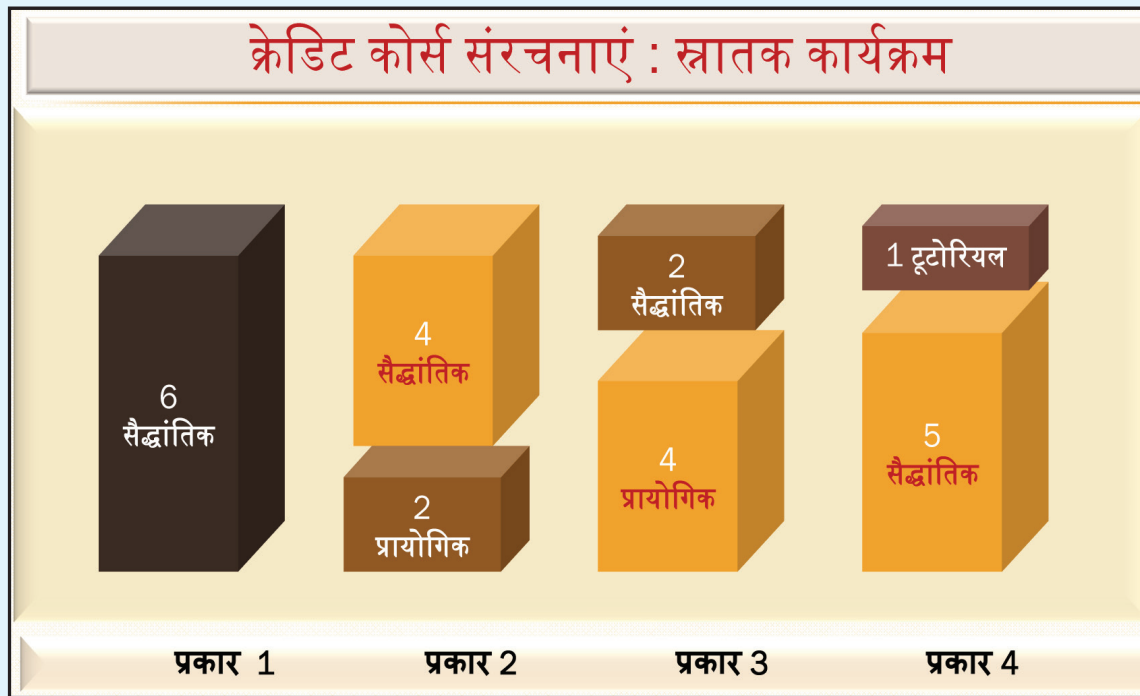 क्रेडिट कोर्स संरचनाएं : स्नातक कार्यक्रम
6
सैद्धांतिक
4
सैद्धांतिक
2
प्रायोगिक
2
सैद्धांतिक
4
प्रायोगिक
1 टूटोरियल
5
सैद्धांतिक
प्रकार 1
प्रकार 2
प्रकार 3
प्रकार 4